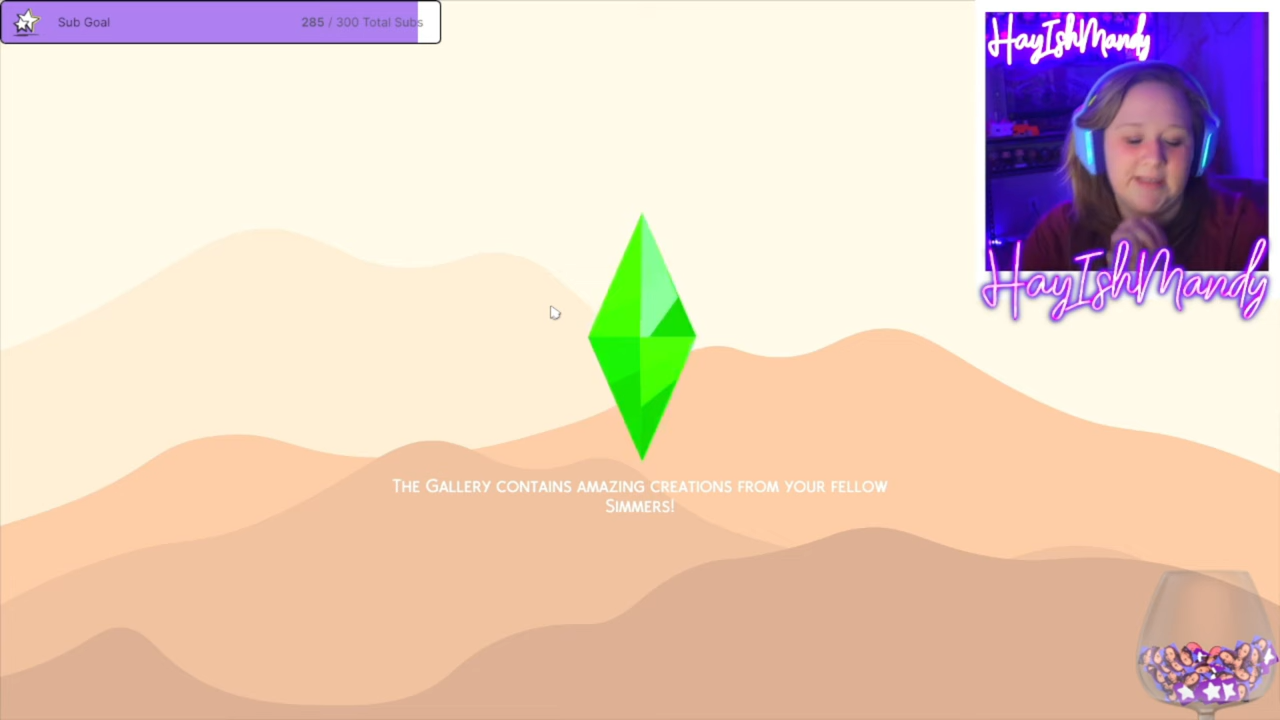 Sub Goal 285 / 300 Total Subs
HayIshMandy
HayIshMandy
THE GALLERY CONTAINS AMAZING CREATIONS FROM YOUR FELLOW
SIMMERS!